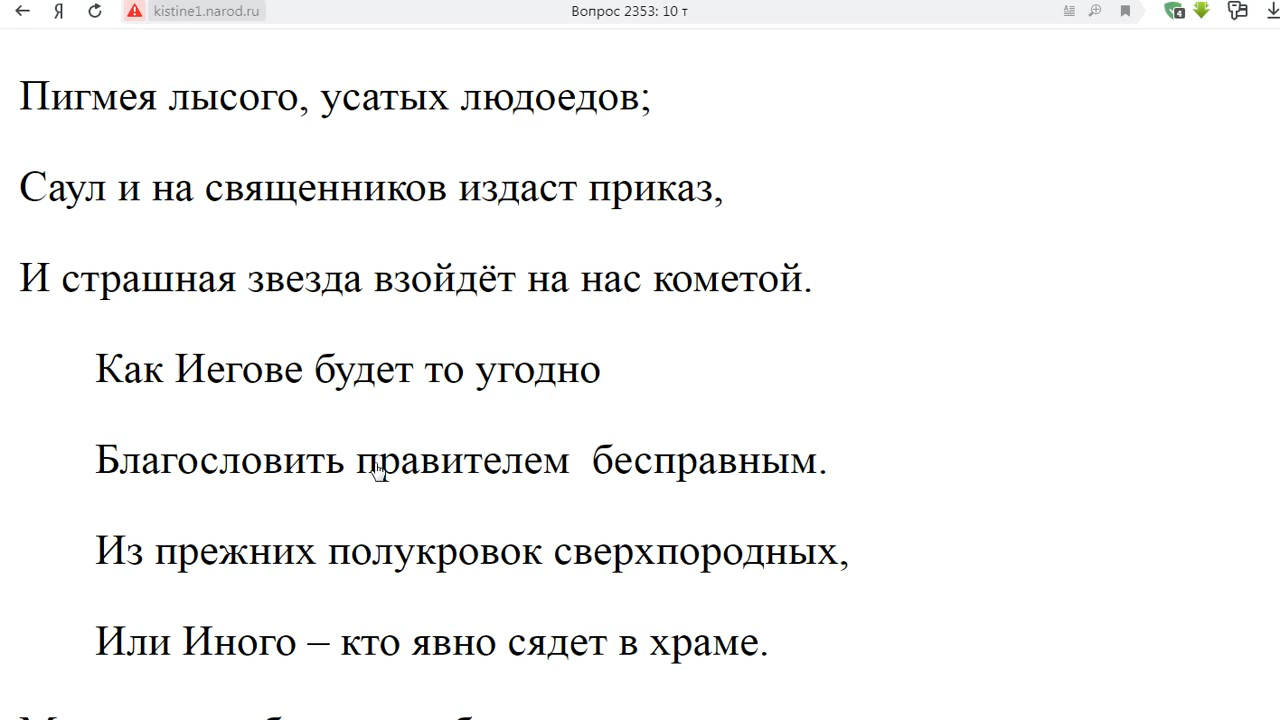 kistine1.narod.ru
Вопрос 2353: 10 т
4
Пигмея лысого, усатых людоедов;
Саул и на священников издаст приказ,
И страшная звезда взойдёт на нас кометой.
Как Иегове будет то угодно
Благословить правителем бесправным.
Из прежних полукровок сверхпородных,
Или Иного – кто явно сядет в храме.